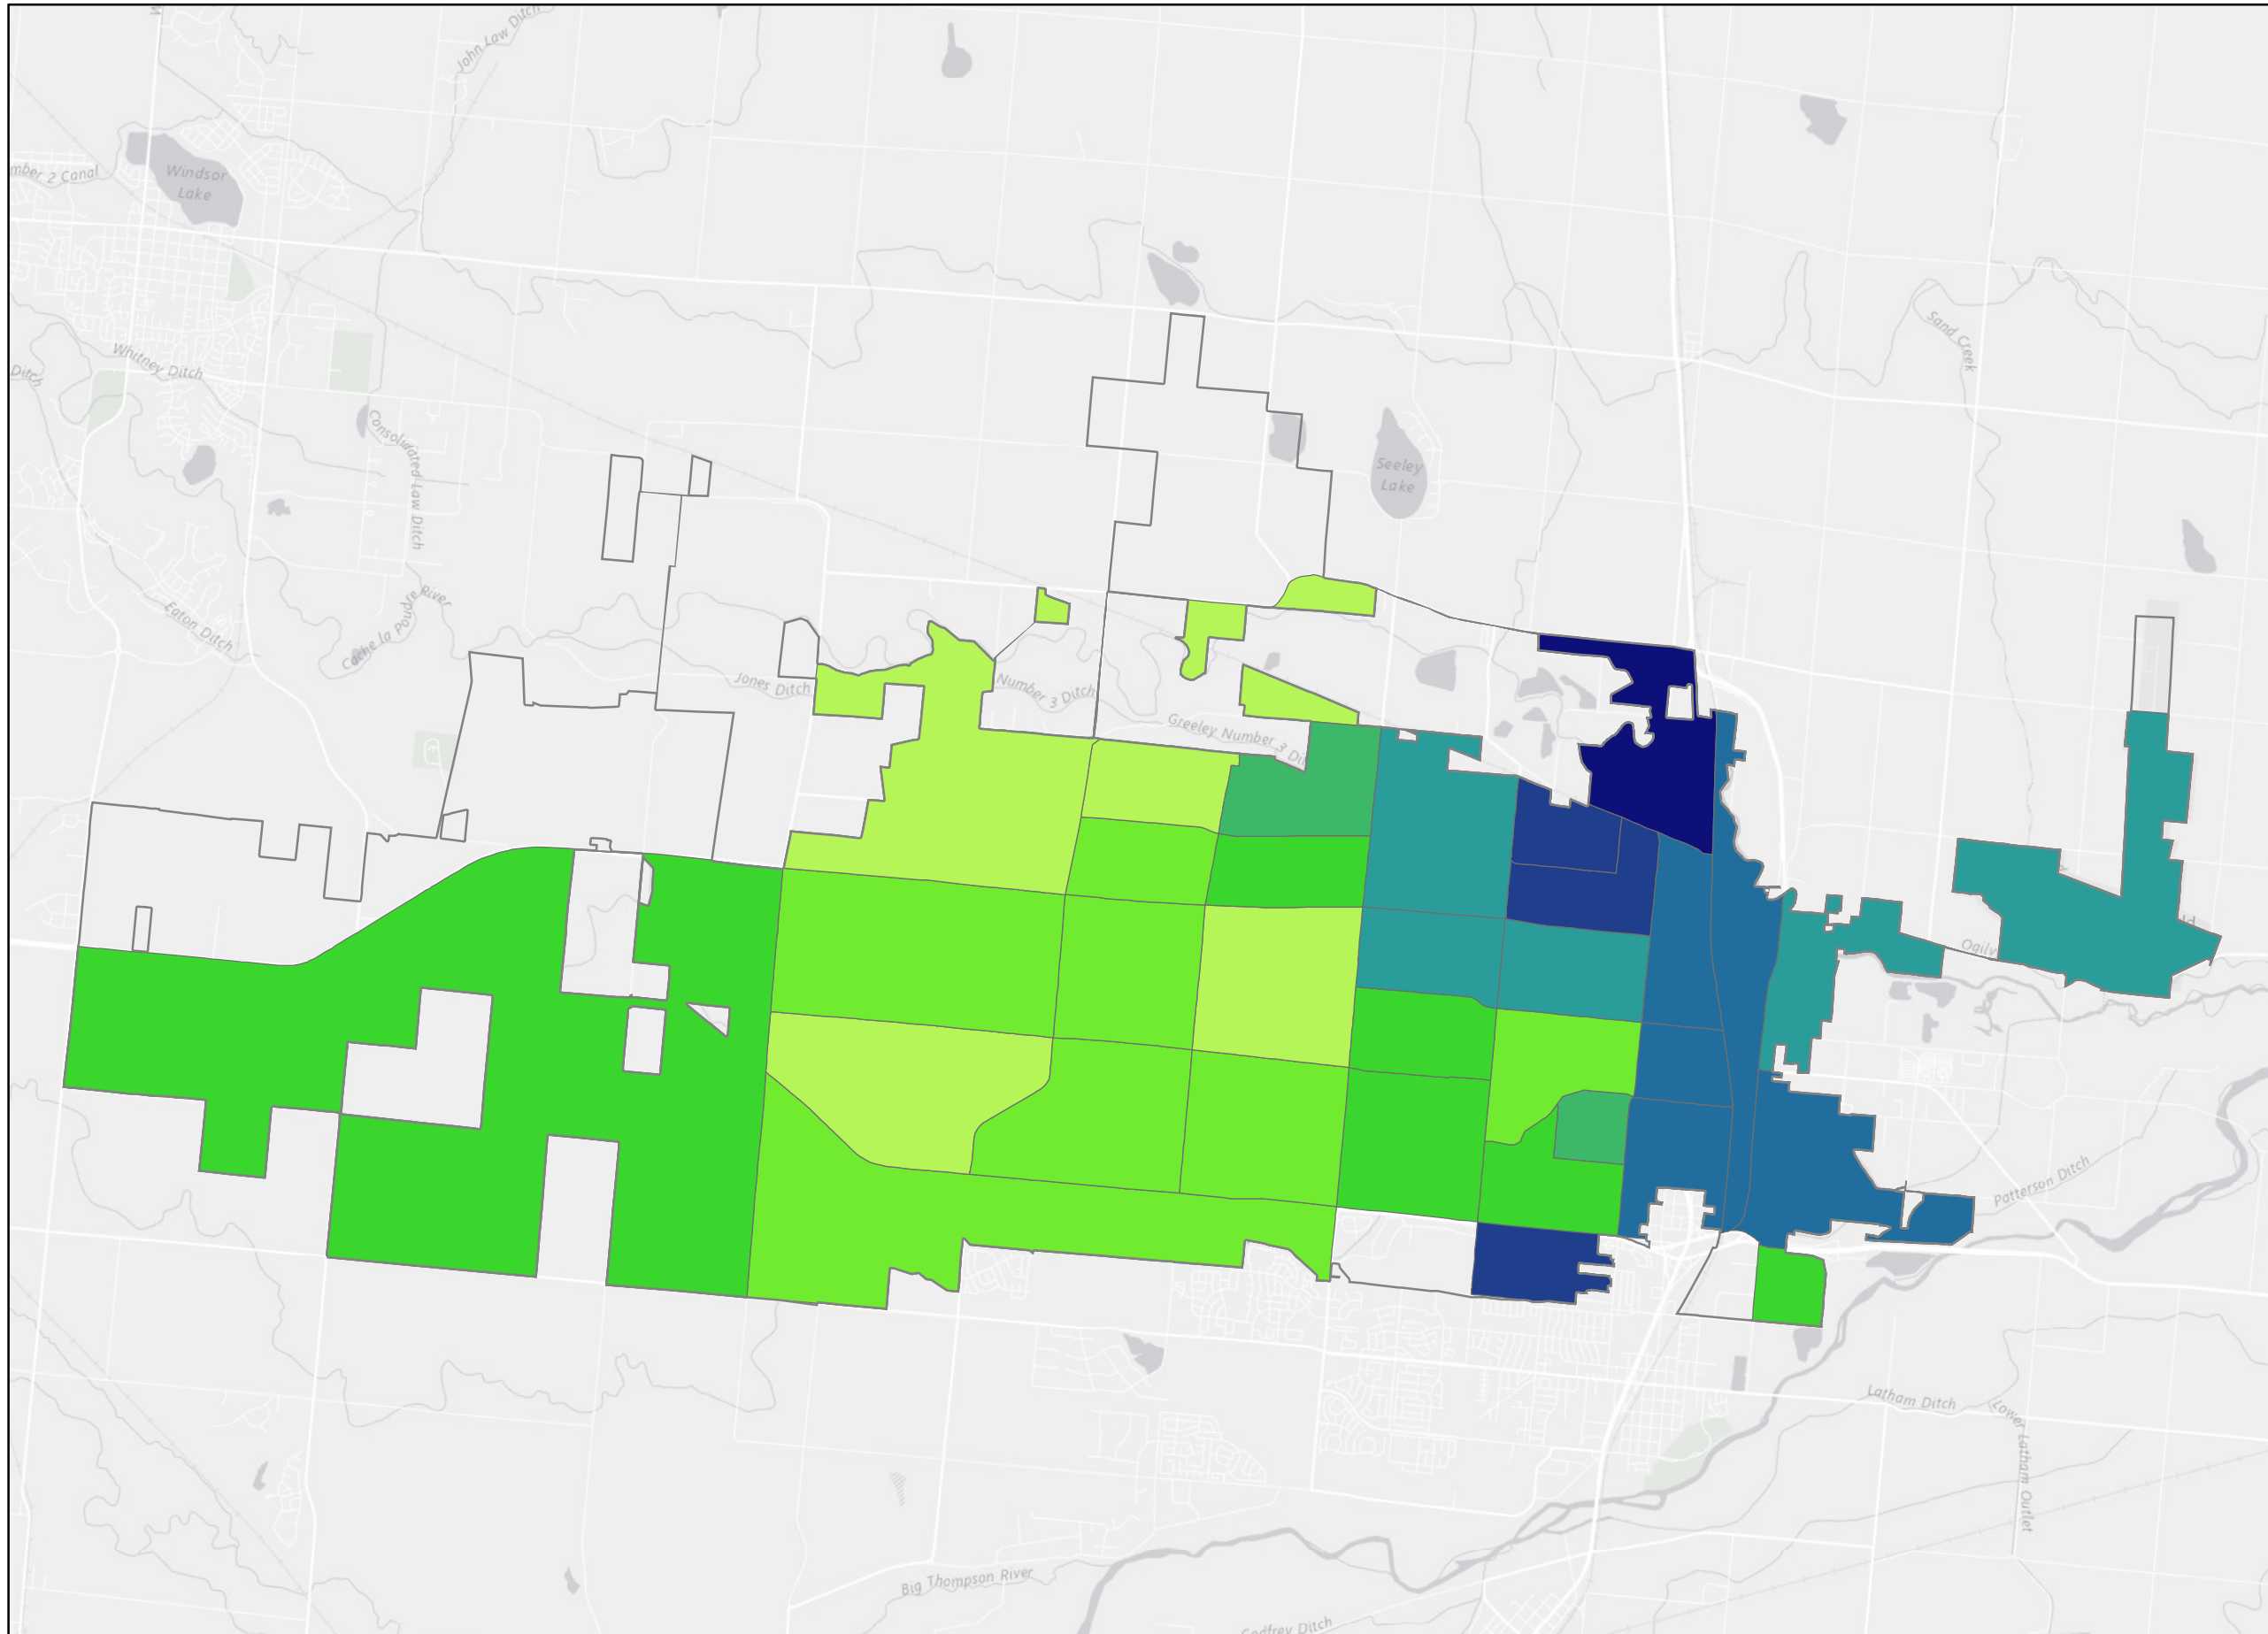 John Law Ditch
mber 2 Canal
Windsor
Lake
Sand Creek
Whitney Ditch
Ditch
Consolidated Law Ditch
Seeley
Lake
Eaton Ditch
Cache la Poudre River
Jones Ditch
Number 3 Ditch
Greeley Number 3 Di
Ogilv
ld
Patterson Ditch
Latham Ditch
Lower Latham Outlet
Big Thompson River
Godfrey Ditch